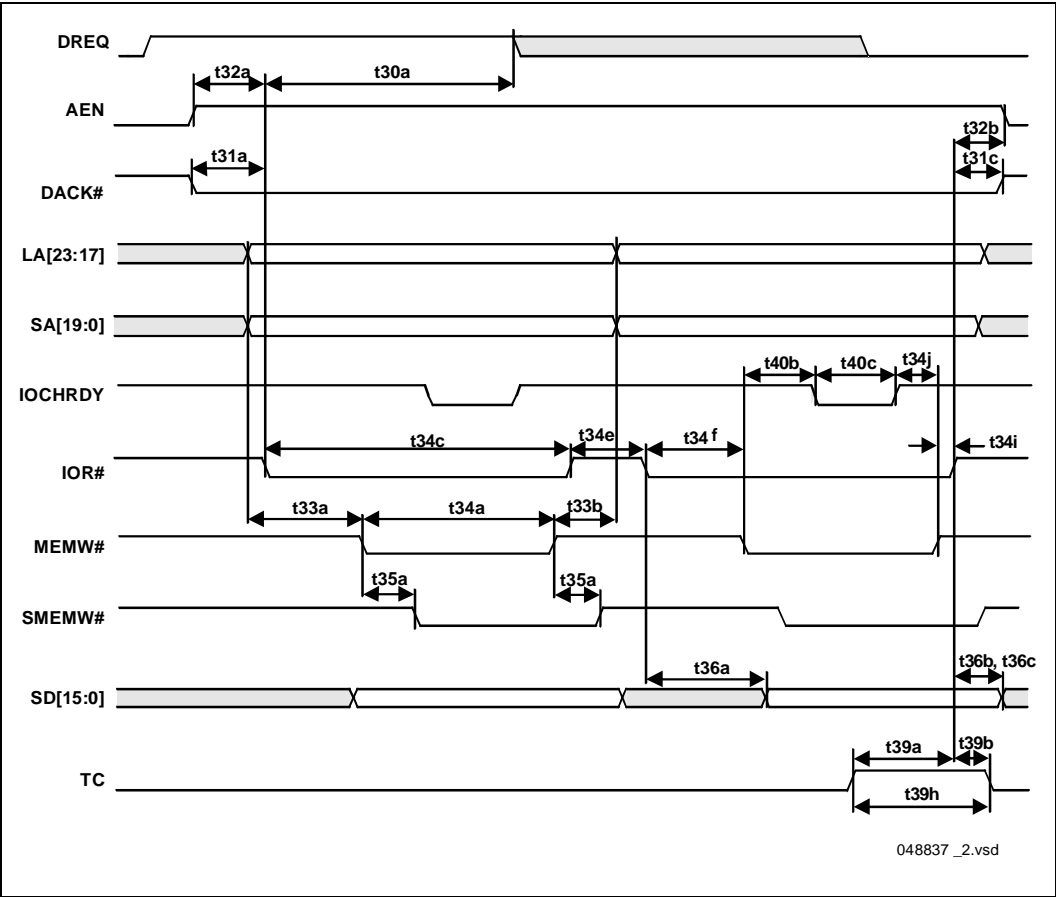 DREQ
t32a
t30a
AEN
t32b
t31a
t31c
DACK#
LA[23:17]
SA[19:0]
t40b
t40c
t34j
IOCHRDY
t34c
t34e
t34 f
t34i
IOR#
t33a
t34a
t33b
MEMW#
t35a
t35a
SMEMW#
t36a
t36b, t36c
SD[15:0]
t39a
t39b
TC
t39h
048837 _2.vsd